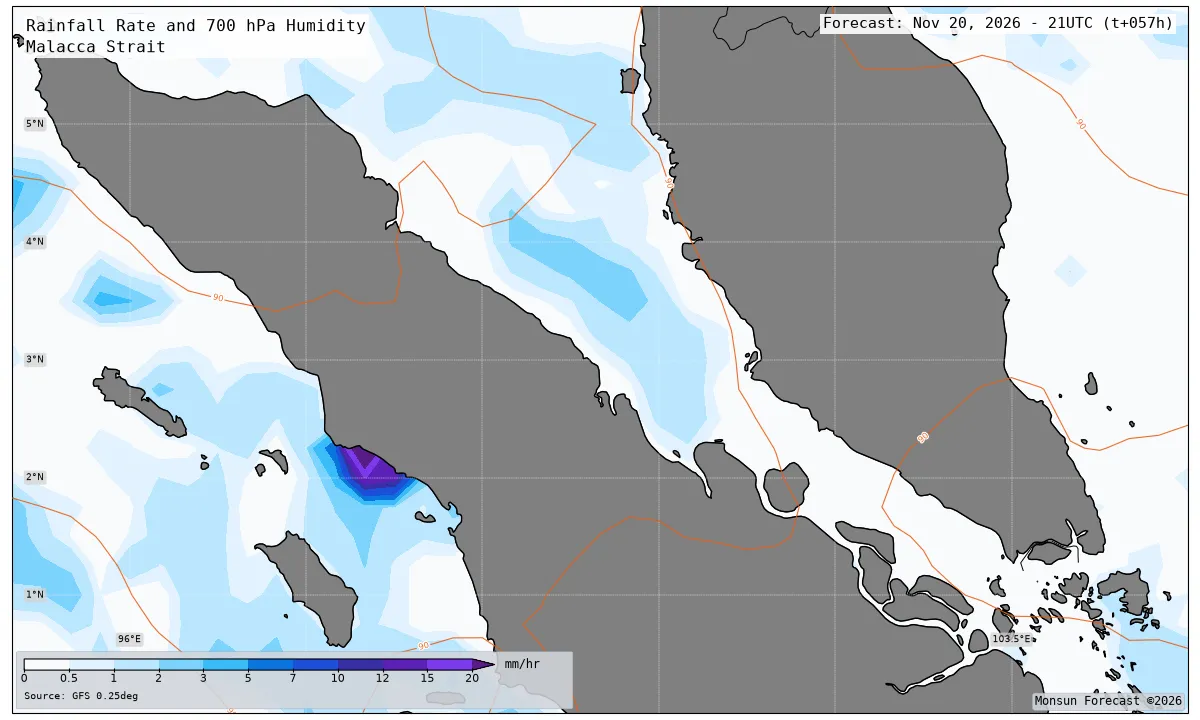 Rainfall Rate and 700 hPa Humidity
Malacca Strait
Forecast: Nov 20, 2026 - 21UTC (t+057h)
5°N
4°N
3°N
2°N
1°N
96°E
103.5°E
90
90
90
90
90
mm/hr
0 0.5 1 2 3 5 7 10 12 15 20
Source: GFS 0.25deg
Monsun Forecast ©2026